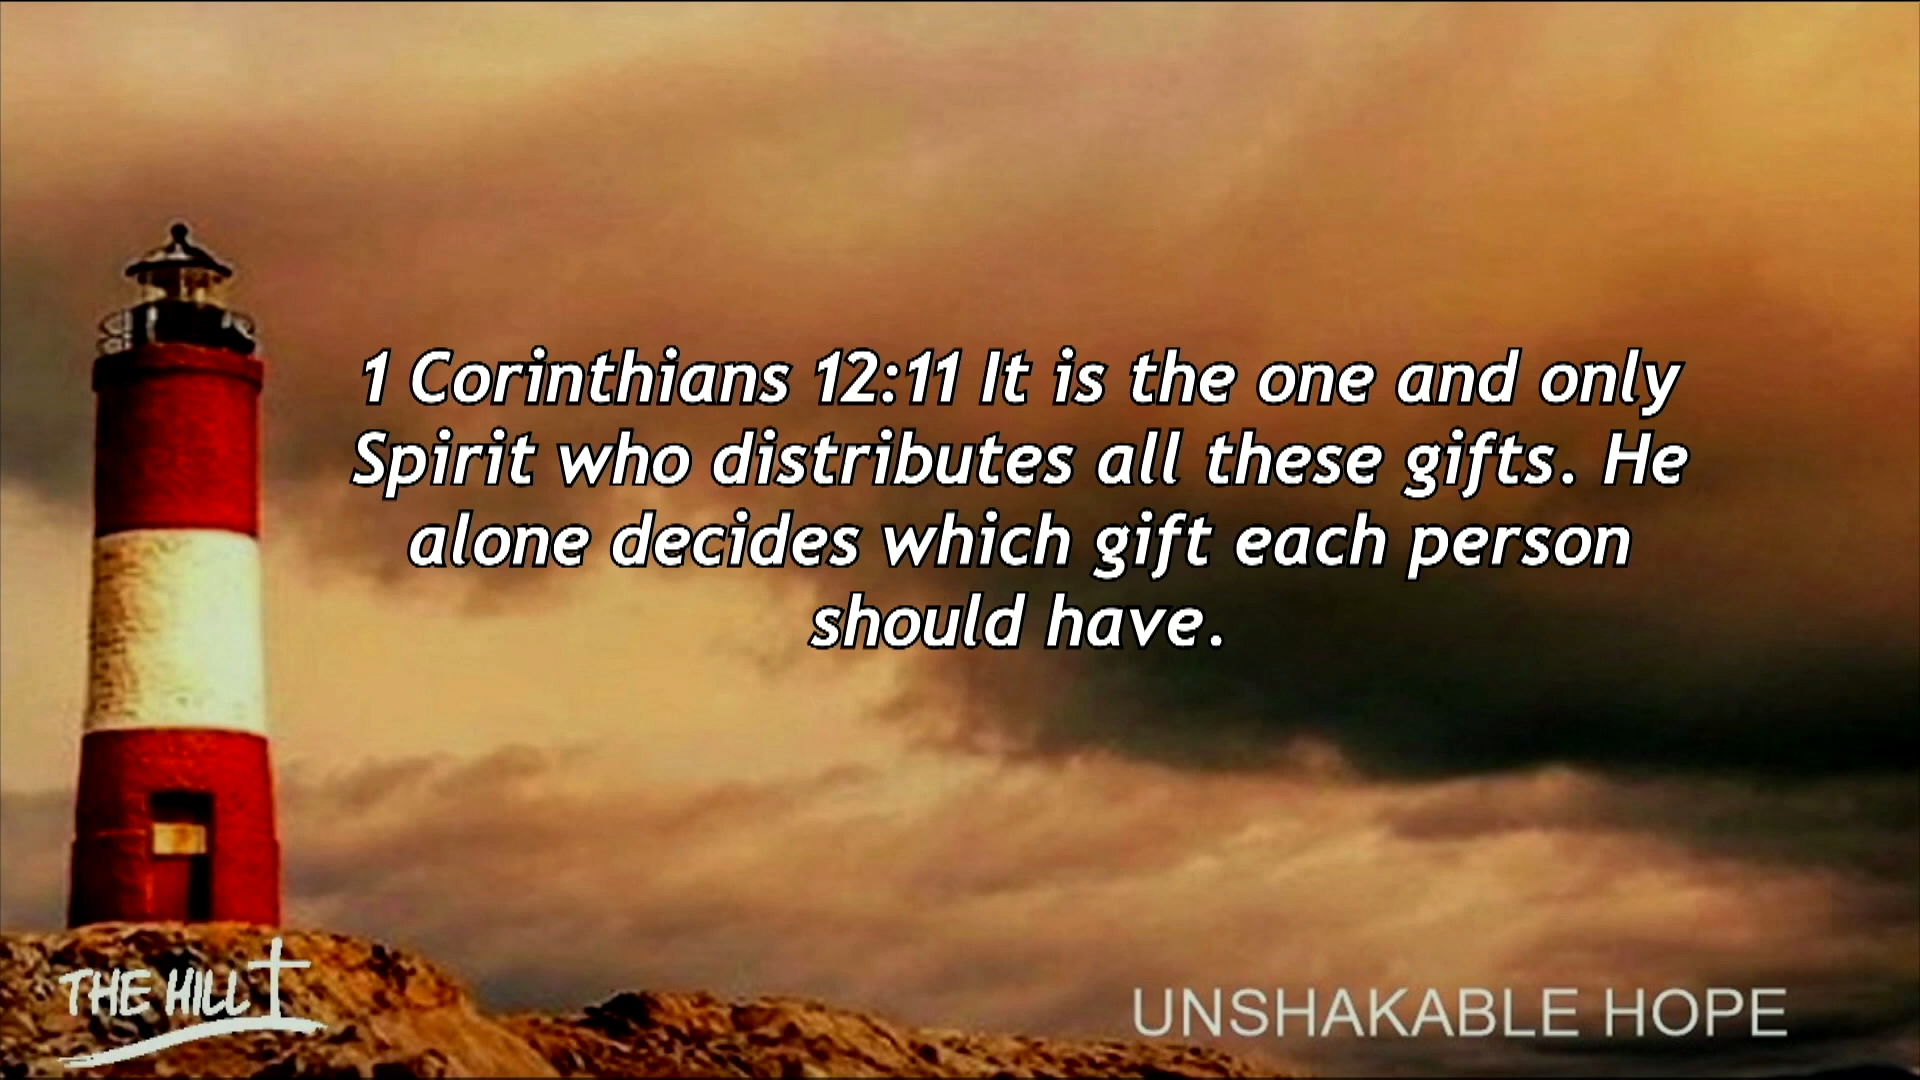 1 Corinthians 12:11 It is the one and only
Spirit who distributes all these gifts. He
alone decides which gift each person
should have.
THE HILL
UNSHAKABLE HOPE